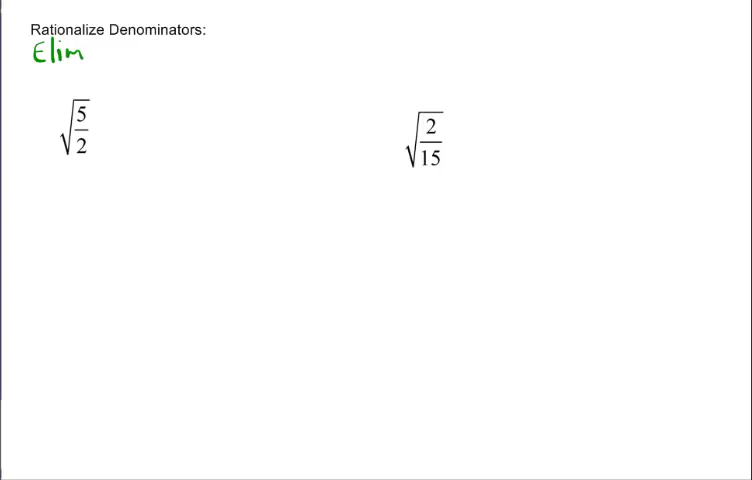 Rationalize Denominators:
Elim
√(5/2)
√(2/15)